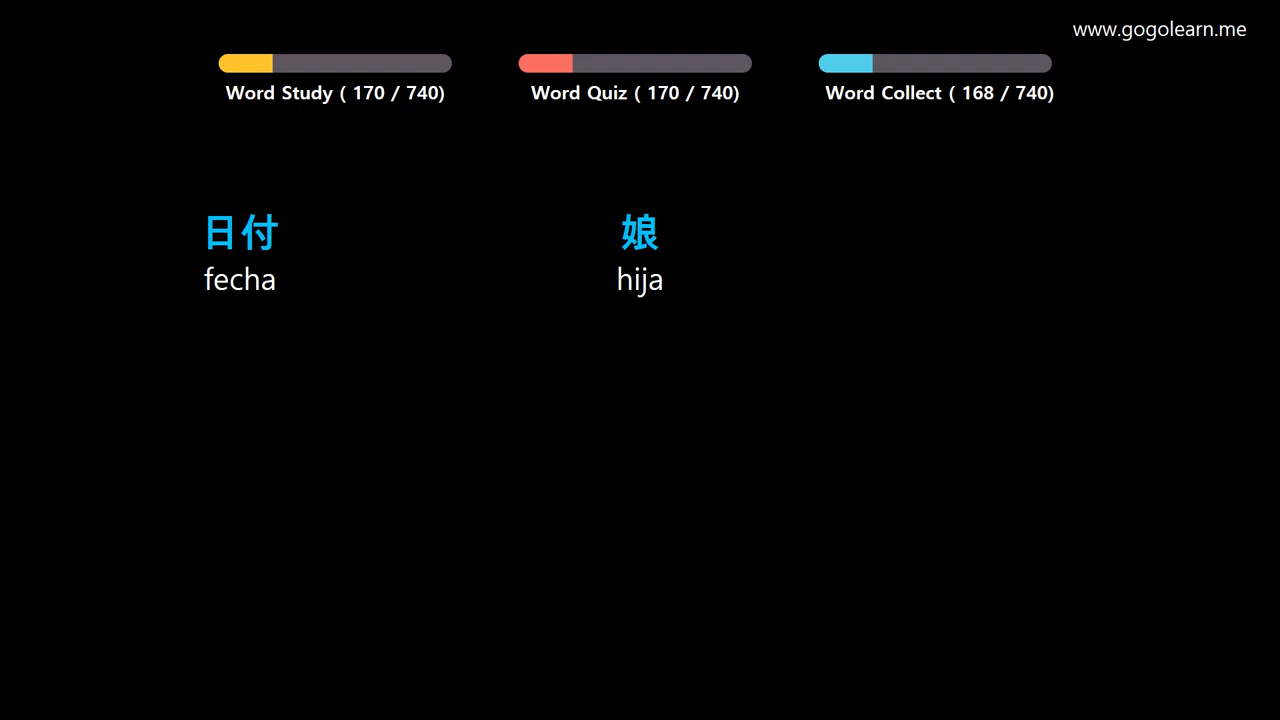 www.gogolearn.me
Word Study ( 170 / 740)
Word Quiz ( 170 / 740)
Word Collect ( 168 / 740)
日付
fecha
娘
hija